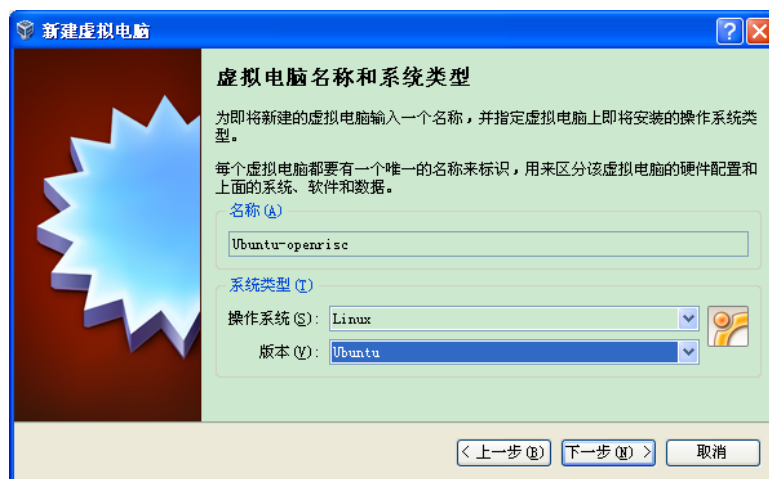 新建虚拟电脑
虚拟电脑名称和系统类型
为即将新建的虚拟电脑输入一个名称，并指定虚拟电脑上即将安装的操作系统类
型。
每个虚拟电脑都要有一个唯一的名称来标识，用来区分该虚拟电脑的硬件配置和
上面的系统、软件和数据。
名称(A)
Ubuntu-openrisc
系统类型(T)
操作系统(S): Linux
版本(V): Ubuntu
< 上一步(B) 下一步(N) > 取消